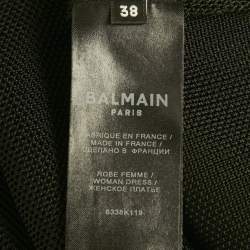 38
BALMAIN
PARIS
FABRIQUE EN FRANCE /
MADE IN FRANCE /
СДЕЛАНО В ФРАНЦИИ
ROBE FEMME /
WOMAN DRESS /
ЖЕНСКОЕ ПЛАТЬЕ
6338K119